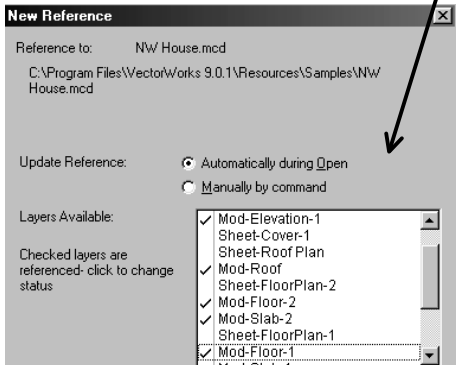 New Reference
Reference to: NW House.mcd
C:\Program Files\VectorWorks 9.0.1\Resources\Samples\NW
House.mcd
Update Reference: Automatically during Open
Manually by command
Layers Available:
Checked layers are
referenced- click to change
status
Mod-Elevation-1
Sheet-Cover-1
Sheet-Roof Plan
Mod-Roof
Sheet-FloorPlan-2
Mod-Floor-2
Mod-Slab-2
Sheet-FloorPlan-1
Mod-Floor-1